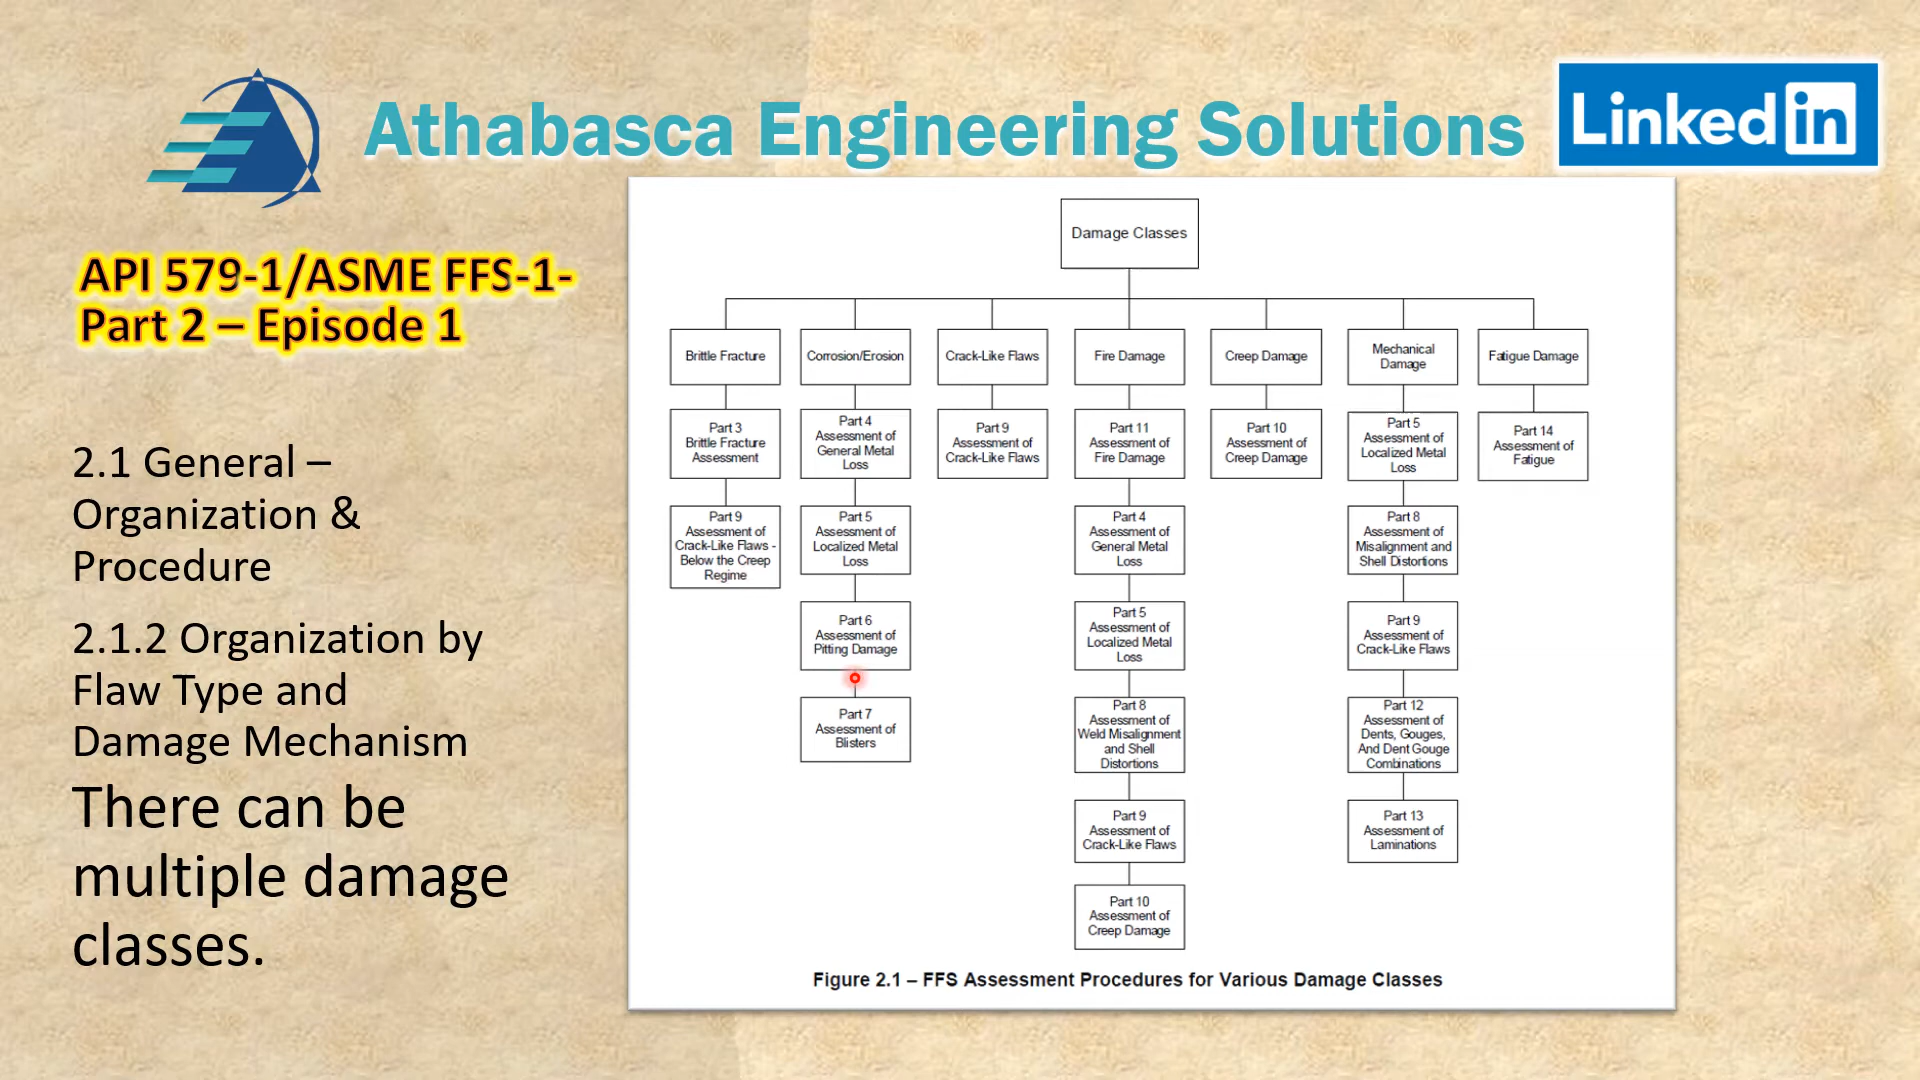 Athabasca Engineering Solutions
Linked in
API 579-1/ASME FFS-1-
Part 2 – Episode 1
2.1 General –
Organization &
Procedure
2.1.2 Organization by
Flaw Type and
Damage Mechanism
There can be
multiple damage
classes.
Damage Classes
Brittle Fracture
Part 3
Brittle Fracture
Assessment
Part 9
Assessment of
Crack-Like Flaws -
Below the Creep
Regime
Corrosion/Erosion
Part 4
Assessment of
General Metal
Loss
Part 5
Assessment of
Localized Metal
Loss
Part 6
Assessment of
Pitting Damage
Part 7
Assessment of
Blisters
Crack-Like Flaws
Part 9
Assessment of
Crack-Like Flaws
Fire Damage
Part 11
Assessment of
Fire Damage
Part 4
Assessment of
General Metal
Loss
Part 5
Assessment of
Localized Metal
Loss
Part 8
Assessment of
Weld Misalignment
and Shell
Distortions
Part 9
Assessment of
Crack-Like Flaws
Part 10
Assessment of
Creep Damage
Creep Damage
Part 10
Assessment of
Creep Damage
Mechanical
Damage
Part 5
Assessment of
Localized Metal
Loss
Part 8
Assessment of
Misalignment and
Shell Distortions
Part 9
Assessment of
Crack-Like Flaws
Part 12
Assessment of
Dents, Gouges,
And Dent Gouge
Combinations
Part 13
Assessment of
Laminations
Fatigue Damage
Part 14
Assessment of
Fatigue
Figure 2.1 – FFS Assessment Procedures for Various Damage Classes